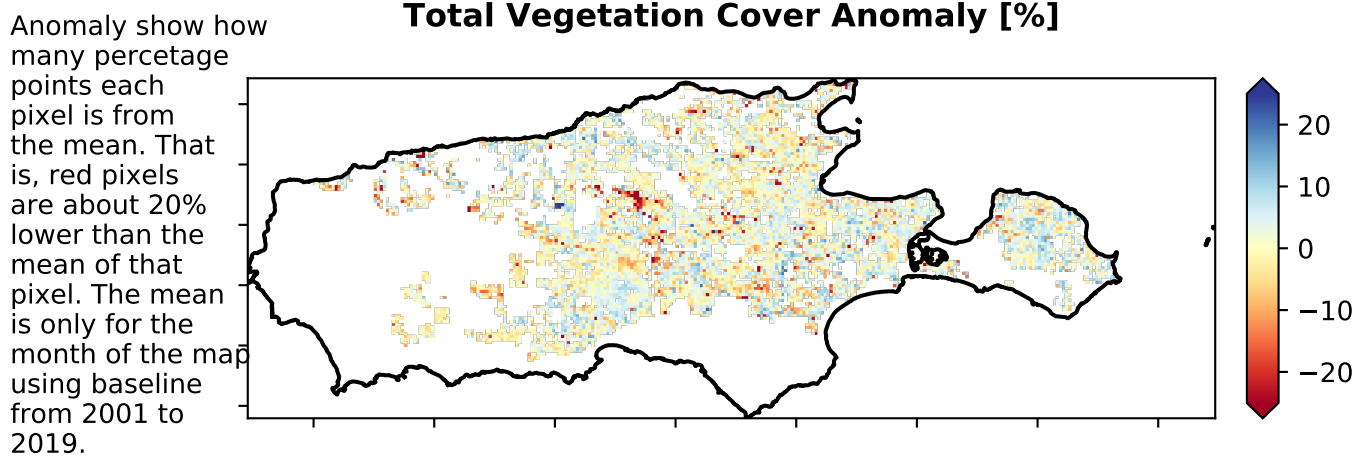 Total Vegetation Cover Anomaly [%]
Anomaly show how
many percetage
points each
pixel is from
the mean. That
is, red pixels
are about 20%
lower than the
mean of that
pixel. The mean
is only for the
month of the map
using baseline
from 2001 to
2019.
20
10
0
−10
−20